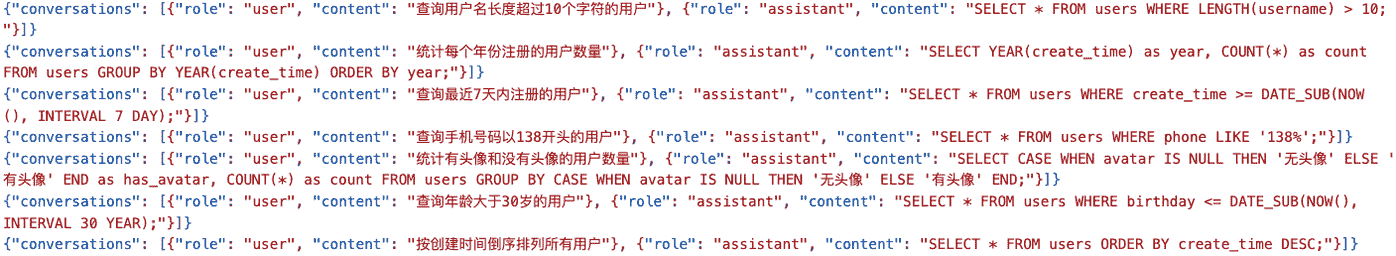 {"conversations": [{"role": "user", "content": "查询用户名长度超过10个字符的用户"}, {"role": "assistant", "content": "SELECT * FROM users WHERE LENGTH(username) > 10;
"}]}
{"conversations": [{"role": "user", "content": "统计每个年份注册的用户数量"}, {"role": "assistant", "content": "SELECT YEAR(create_time) as year, COUNT(*) as count
FROM users GROUP BY YEAR(create_time) ORDER BY year;"}]}
{"conversations": [{"role": "user", "content": "查询最近7天内注册的用户"}, {"role": "assistant", "content": "SELECT * FROM users WHERE create_time >= DATE_SUB(NOW
(), INTERVAL 7 DAY);"}]}
{"conversations": [{"role": "user", "content": "查询手机号码以138开头的用户"}, {"role": "assistant", "content": "SELECT * FROM users WHERE phone LIKE '138%';"}]}
{"conversations": [{"role": "user", "content": "统计有头像和没有头像的用户数量"}, {"role": "assistant", "content": "SELECT CASE WHEN avatar IS NULL THEN '无头像' ELSE '
有头像' END as has_avatar, COUNT(*) as count FROM users GROUP BY CASE WHEN avatar IS NULL THEN '无头像' ELSE '有头像' END;"}]}
{"conversations": [{"role": "user", "content": "查询年龄大于30岁的用户"}, {"role": "assistant", "content": "SELECT * FROM users WHERE birthday <= DATE_SUB(NOW(),
INTERVAL 30 YEAR);"}]}
{"conversations": [{"role": "user", "content": "按创建时间倒序排列所有用户"}, {"role": "assistant", "content": "SELECT * FROM users ORDER BY create_time DESC;"}]}